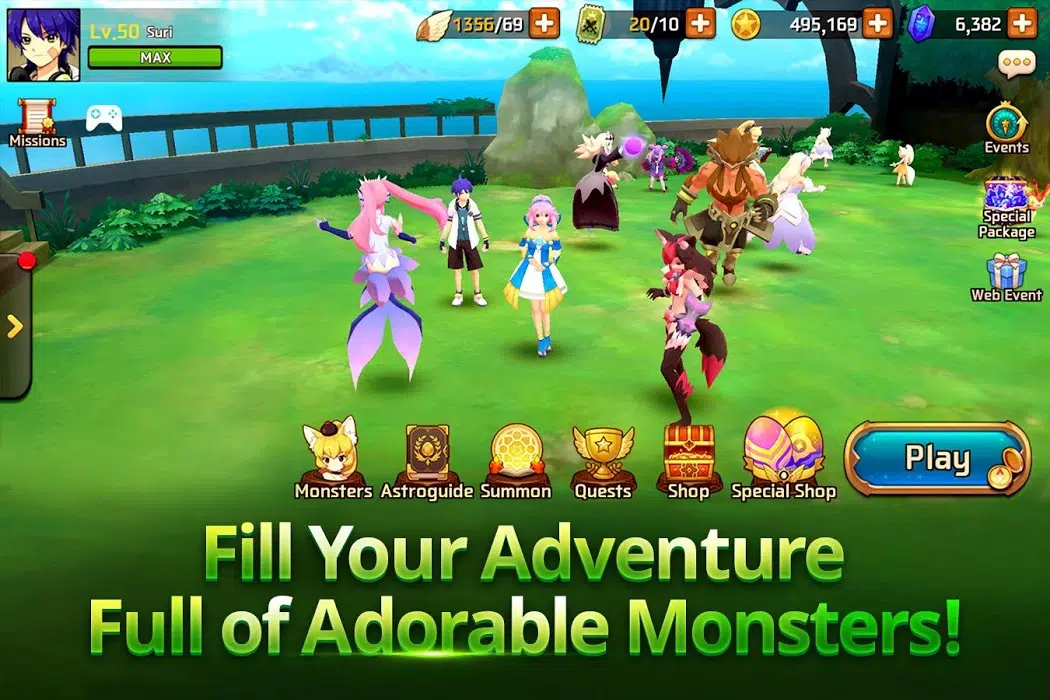 Lv.50 Suri
MAX
1356/69
20/10
495,169
6,382
Missions
Events
Special
Package
Web Event
Monsters
Astroguide
Summon
Quests
Shop
Special Shop
Play
Fill Your Adventure
Full of Adorable Monsters!